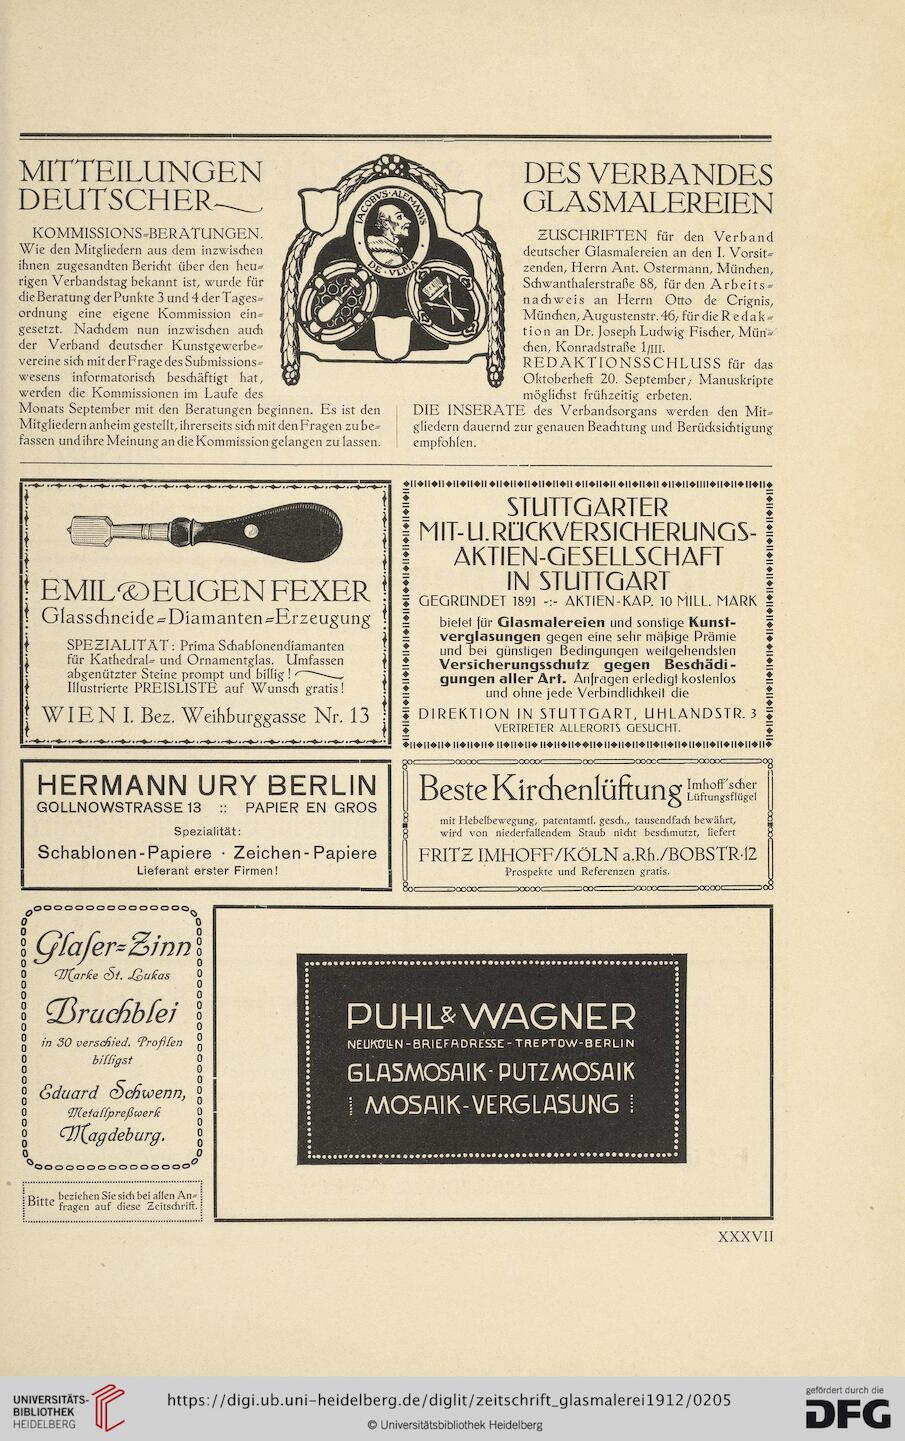 MITTEILUNGEN
DEUTSCHER
DES VERBANDES
GLASMALEREIEN
JACOBVS·ALEMANVS
DE·VLMA
KOMMISSIONS-BERATUNGEN.
Wie den Mitgliedern aus dem inzwischen
ihnen zugesandten Bericht über den heu-
rigen Verbandstag bekannt ist, wurde für
die Beratung der Punkte 3 und 4 der Tages-
ordnung eine eigene Kommission ein-
gesetzt. Nachdem nun inzwischen auch
der Verband deutscher Kunstgewerbe-
vereine sich mit der Frage des Submissions-
wesens informatorisch beschäftigt hat,
werden die Kommissionen im Laufe des
Monats September mit den Beratungen beginnen. Es ist den
Mitgliedern anheim gestellt, ihrerseits sich mit den Fragen zu be-
fassen und ihre Meinung an die Kommission gelangen zu lassen.
ZUSCHRIFTEN für den Verband
deutscher Glasmalereien an den I. Vorsit-
zenden, Herrn Ant. Ostermann, München,
Schwanthalerstraße 88, für den Arbeits-
nachweis an Herrn Otto de Crignis,
München, Augustenstr. 46, für die Redak-
tion an Dr. Joseph Ludwig Fischer, Mün-
chen, Konradstraße 1/III.
REDAKTIONSSCHLUSS für das
Oktoberheft 20. September; Manuskripte
möglichst frühzeitig erbeten.
DIE INSERATE des Verbandsorgans werden den Mit-
gliedern dauernd zur genauen Beachtung und Berücksichtigung
empfohlen.
EMIL & EUGEN FEXER
Glasschneide-Diamanten-Erzeugung
SPEZIALITÄT: Prima Schablonendiamanten
für Kathedral- und Ornamentglas. Umfassen
abgenützter Steine prompt und billig!
Illustrierte PREISLISTE auf Wunsch gratis!
WIEN I. Bez. Weihburggasse Nr. 13
STUTTGARTER
MIT-U. RÜCKVERSICHERUNGS-
AKTIEN-GESELLSCHAFT
IN STUTTGART
GEGRÜNDET 1891 -:- AKTIEN-KAP. 10 MILL. MARK
bietet für Glasmalereien und sonstige Kunst-
verglasungen gegen eine sehr mäßige Prämie
und bei günstigen Bedingungen weitgehendsten
Versicherungsschutz gegen Beschädi-
gungen aller Art. Anfragen erledigt kostenlos
und ohne jede Verbindlichkeit die
DIREKTION IN STUTTGART, UHLANDSTR. 3
VERTRETER ALLERORTS GESUCHT.
HERMANN URY BERLIN
GOLLNOWSTRASSE 13 :: PAPIER EN GROS
Spezialität:
Schablonen-Papiere · Zeichen-Papiere
Lieferant erster Firmen!
Beste Kirchenlüftung Imhoff'scher Lüftungsflügel
mit Hebelbewegung, patentamtl. gesch., tausendfach bewährt,
wird von niederfallendem Staub nicht beschmutzt, liefert
FRITZ IMHOFF/KÖLN a.Rh./BOBSTR·12
Prospekte und Referenzen gratis.
Glaser-Zinn
Marke St. Lukas
Bruchblei
in 30 verschied. Profilen
billigst
Eduard Schwenn,
Metallpreßwerk
Magdeburg.
Bitte beziehen Sie sich bei allen An-
fragen auf diese Zeitschrift.
PUHL & WAGNER
NEUKÖLLN-BRIEFADRESSE-TREPTOW-BERLIN
GLASMOSAIK- PUTZMOSAIK
MOSAIK-VERGLASUNG
XXXVII
UNIVERSITÄTS-
BIBLIOTHEK
HEIDELBERG
https://digi.ub.uni-heidelberg.de/diglit/zeitschrift_glasmalerei1912/0205
© Universitätsbibliothek Heidelberg
gefördert durch die
DFG